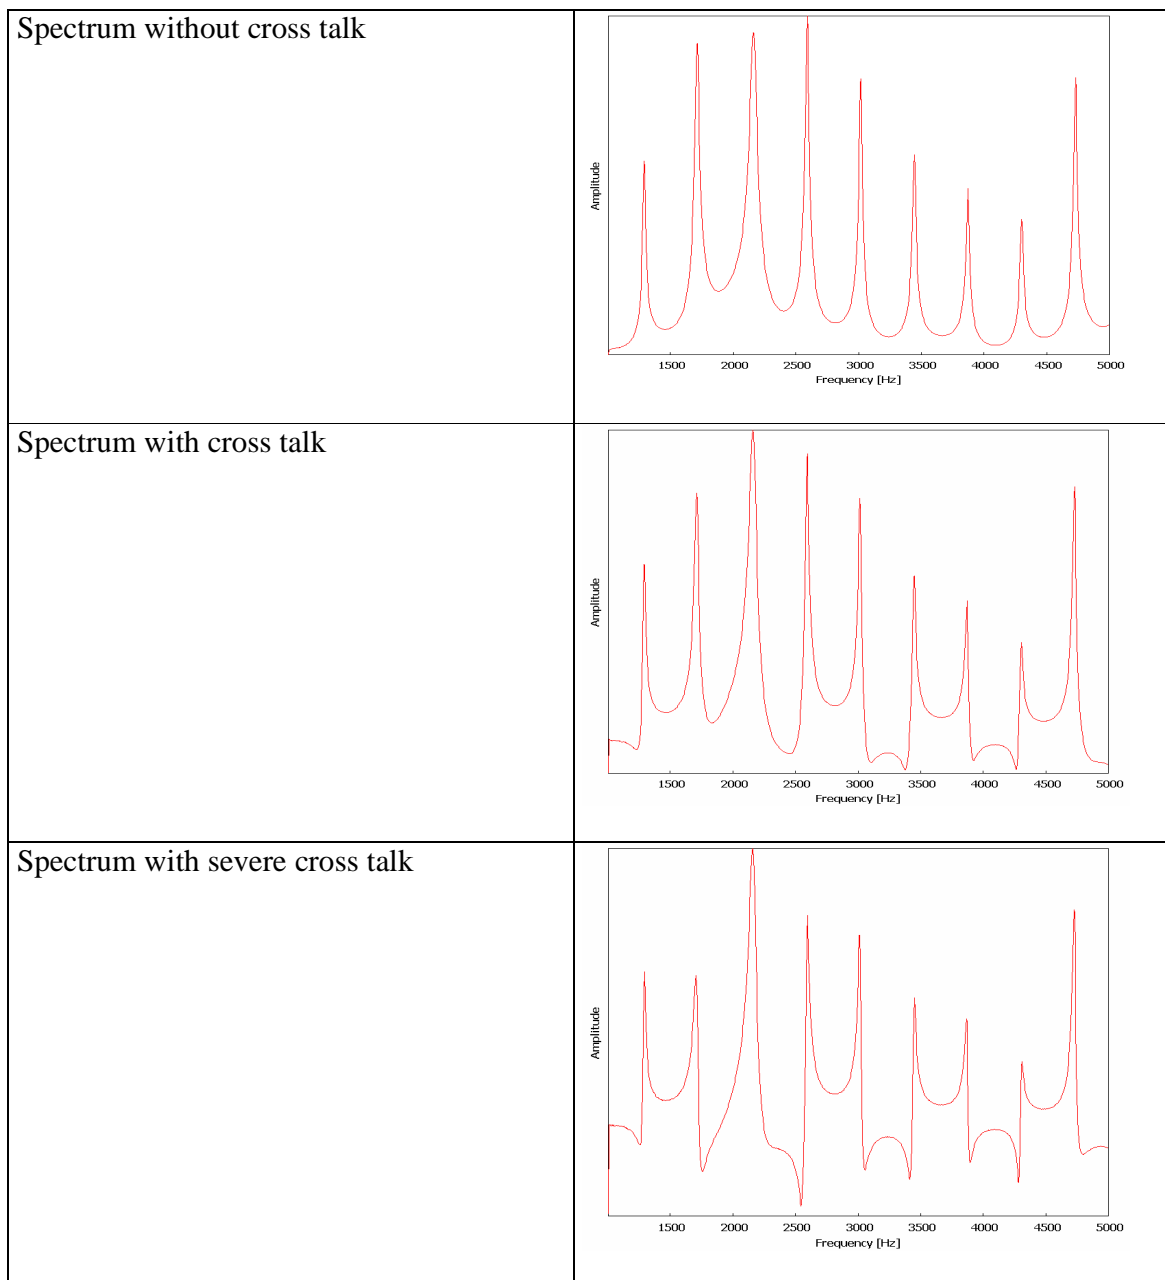 Spectrum without cross talk
Amplitude
1500 2000 2500 3000 3500 4000 4500 5000
Frequency [Hz]
Spectrum with cross talk
Amplitude
1500 2000 2500 3000 3500 4000 4500 5000
Frequency [Hz]
Spectrum with severe cross talk
Amplitude
1500 2000 2500 3000 3500 4000 4500 5000
Frequency [Hz]